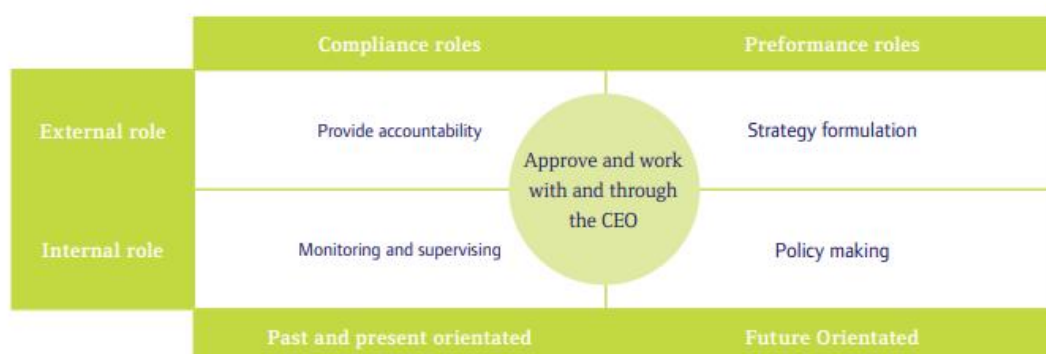 Compliance roles
Preformance roles
External role
Provide accountability
Strategy formulation
Approve and work
with and through
the CEO
Internal role
Monitoring and supervising
Policy making
Past and present orientated
Future Orientated